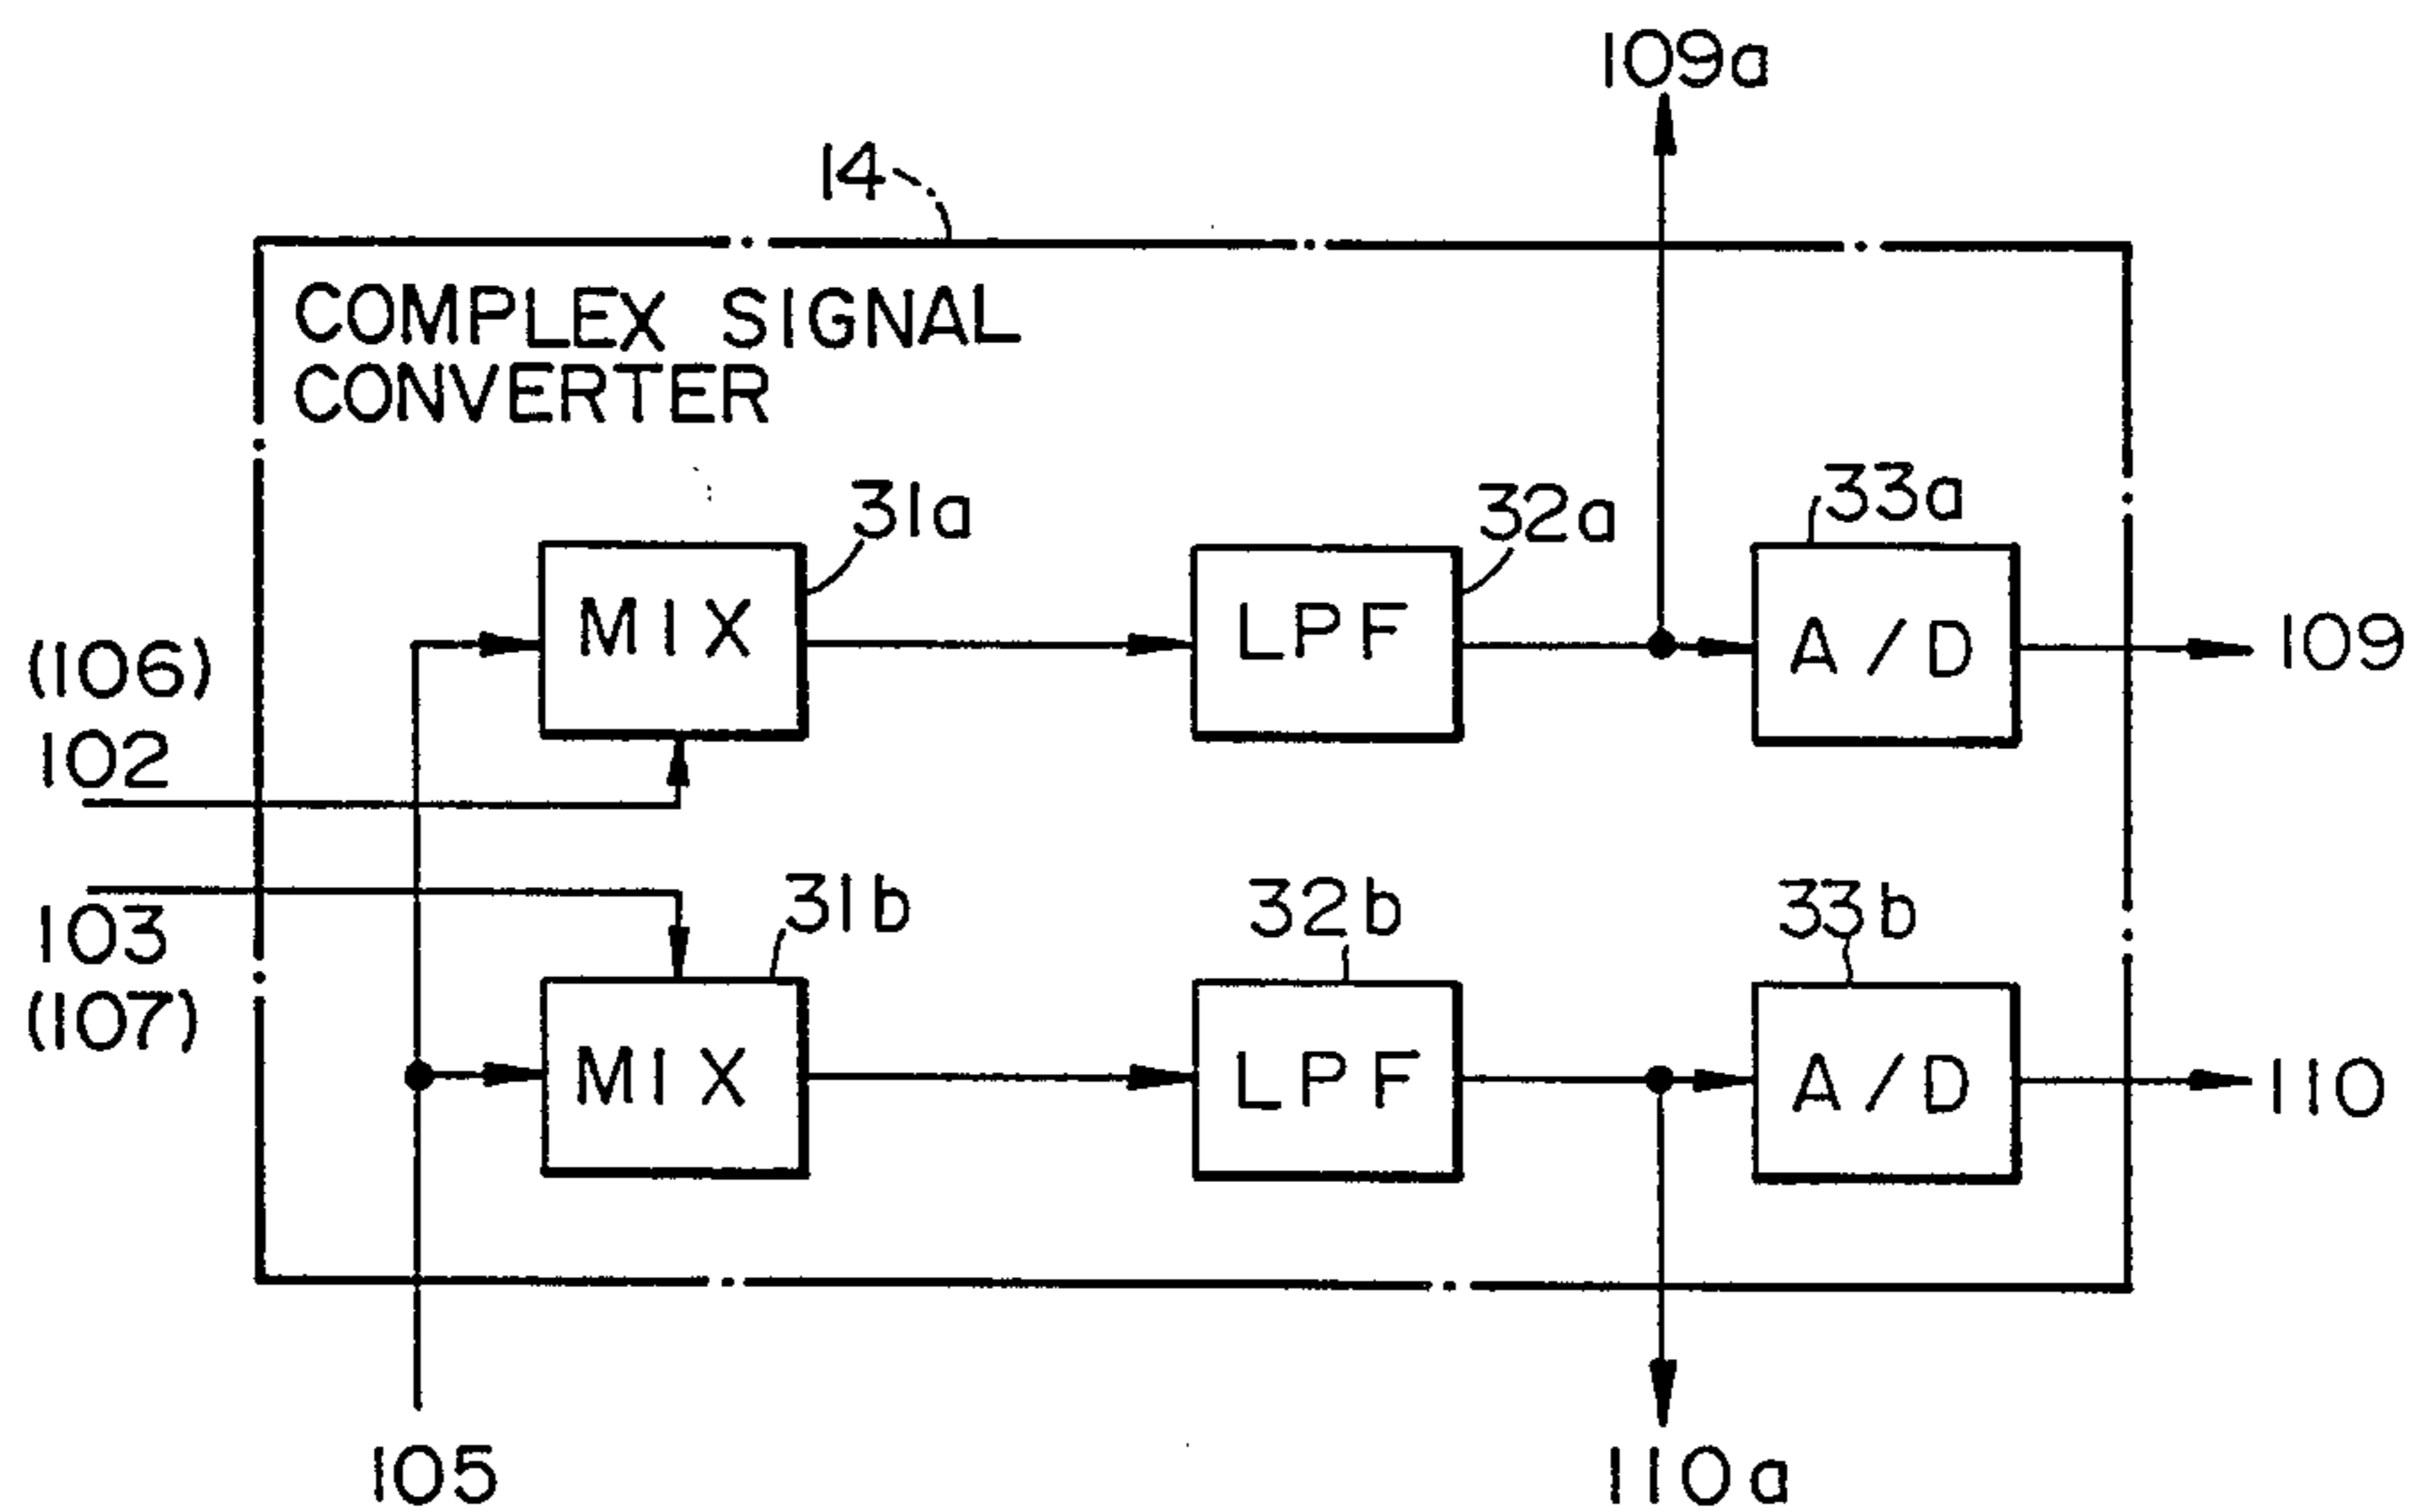 109a
14
COMPLEX SIGNAL
CONVERTER
31a
32a
33a
MIX
LPF
A/D
(106)
102
109
103
(107)
31b
32b
33b
MIX
LPF
A/D
110
105
110a